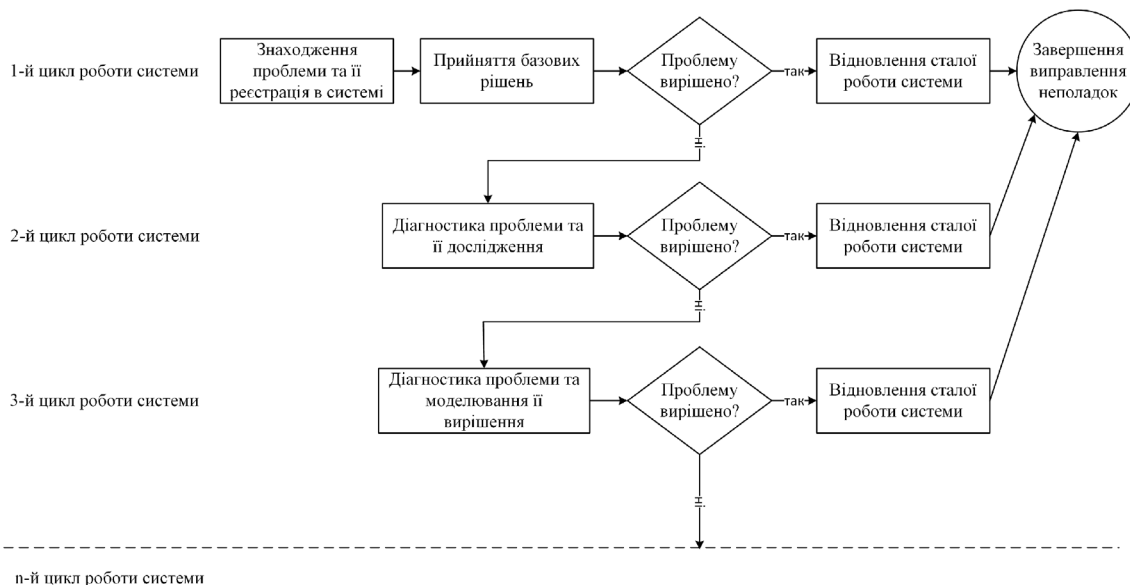 1-й цикл роботи системи
Знаходження
проблеми та її
реєстрація в системі
Прийняття базових
рішень
Проблему
вирішено?
так
Відновлення сталої
роботи системи
Завершення
виправлення
неполадок
ні
2-й цикл роботи системи
Діагностика проблеми та
її дослідження
Проблему
вирішено?
так
Відновлення сталої
роботи системи
ні
3-й цикл роботи системи
Діагностика проблеми та
моделювання її
вирішення
Проблему
вирішено?
так
Відновлення сталої
роботи системи
ні
n-й цикл роботи системи